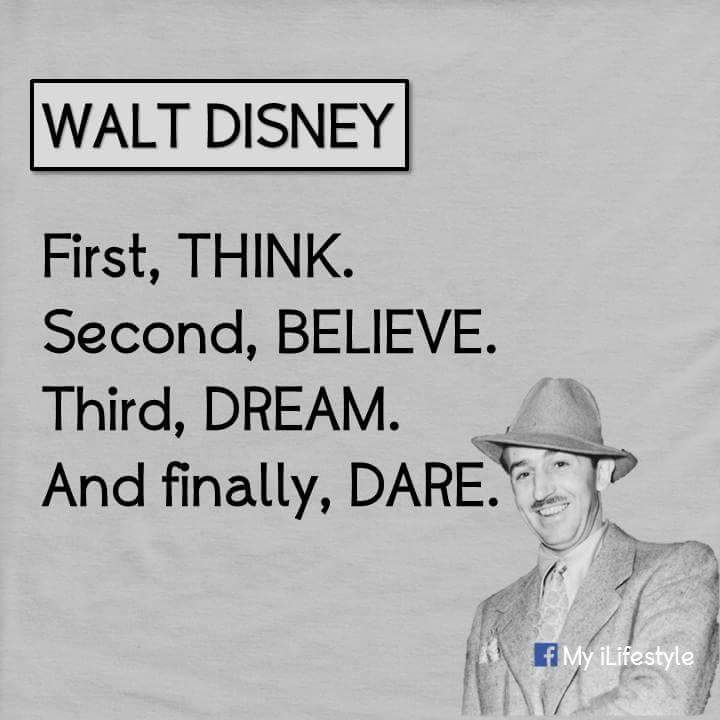 WALT DISNEY
First, THINK.
Second, BELIEVE.
Third, DREAM.
And finally, DARE.
f My iLifestyle